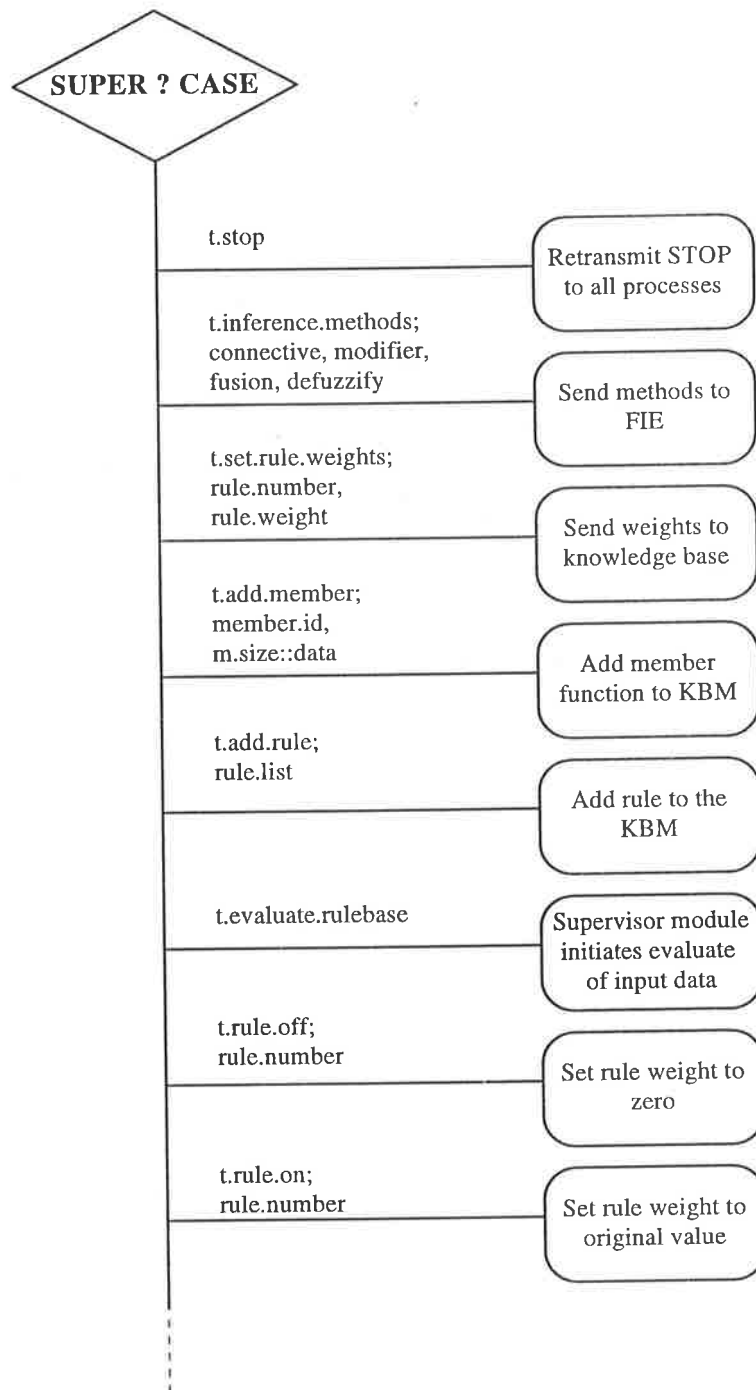 SUPER ? CASE
t.stop
Retransmit STOP
to all processes
t.inference.methods;
connective, modifier,
fusion, defuzzify
Send methods to
FIE
t.set.rule.weights;
rule.number,
rule.weight
Send weights to
knowledge base
t.add.member;
member.id,
m.size::data
Add member
function to KBM
t.add.rule;
rule.list
Add rule to the
KBM
t.evaluate.rulebase
Supervisor module
initiates evaluate
of input data
t.rule.off;
rule.number
Set rule weight to
zero
t.rule.on;
rule.number
Set rule weight to
original value